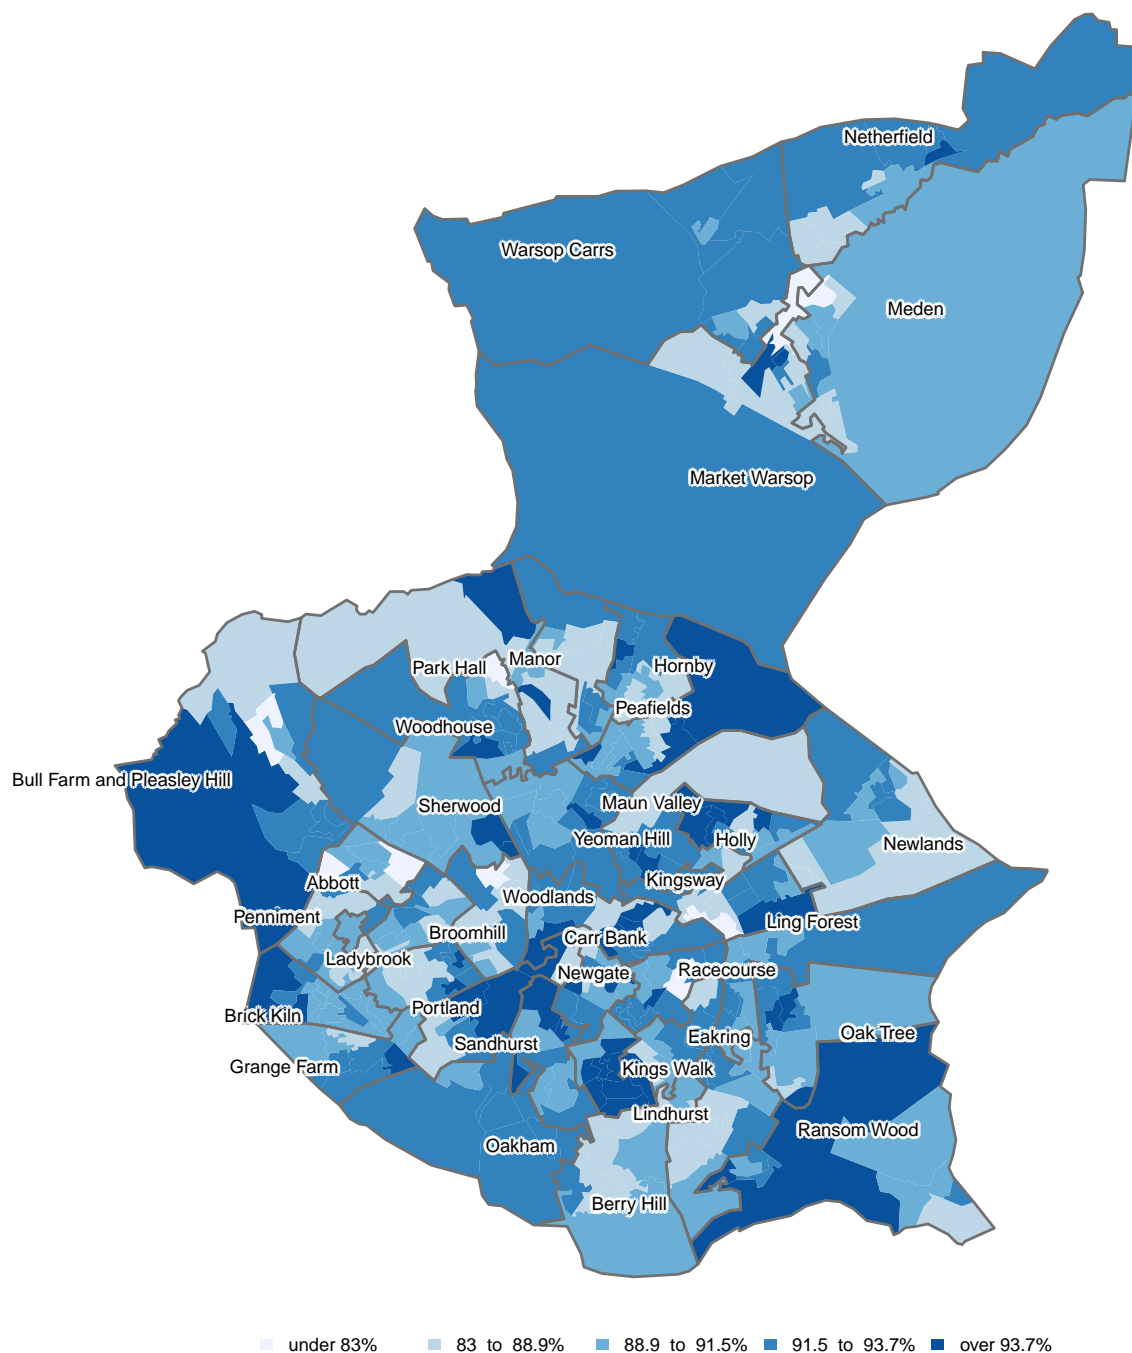 Netherfield
Warsop Carrs
Meden
Market Warsop
Manor
Park Hall
Hornby
Peafields
Woodhouse
Bull Farm and Pleasley Hill
Sherwood
Maun Valley
Yeoman Hill
Holly
Newlands
Kingsway
Abbott
Woodlands
Penniment
Ling Forest
Broomhill
Carr Bank
Ladybrook
Newgate
Racecourse
Portland
Brick Kiln
Oak Tree
Eakring
Sandhurst
Grange Farm
Kings Walk
Lindhurst
Ransom Wood
Oakham
Berry Hill
under 83% 83 to 88.9% 88.9 to 91.5% 91.5 to 93.7% over 93.7%